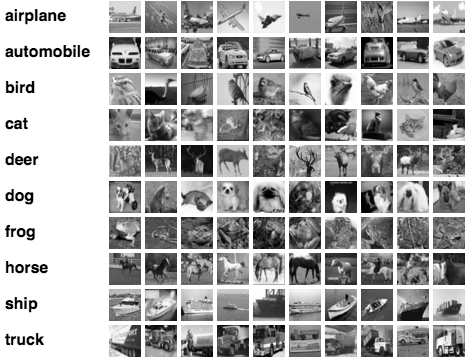 airplane
automobile
bird
cat
deer
dog
frog
horse
ship
truck